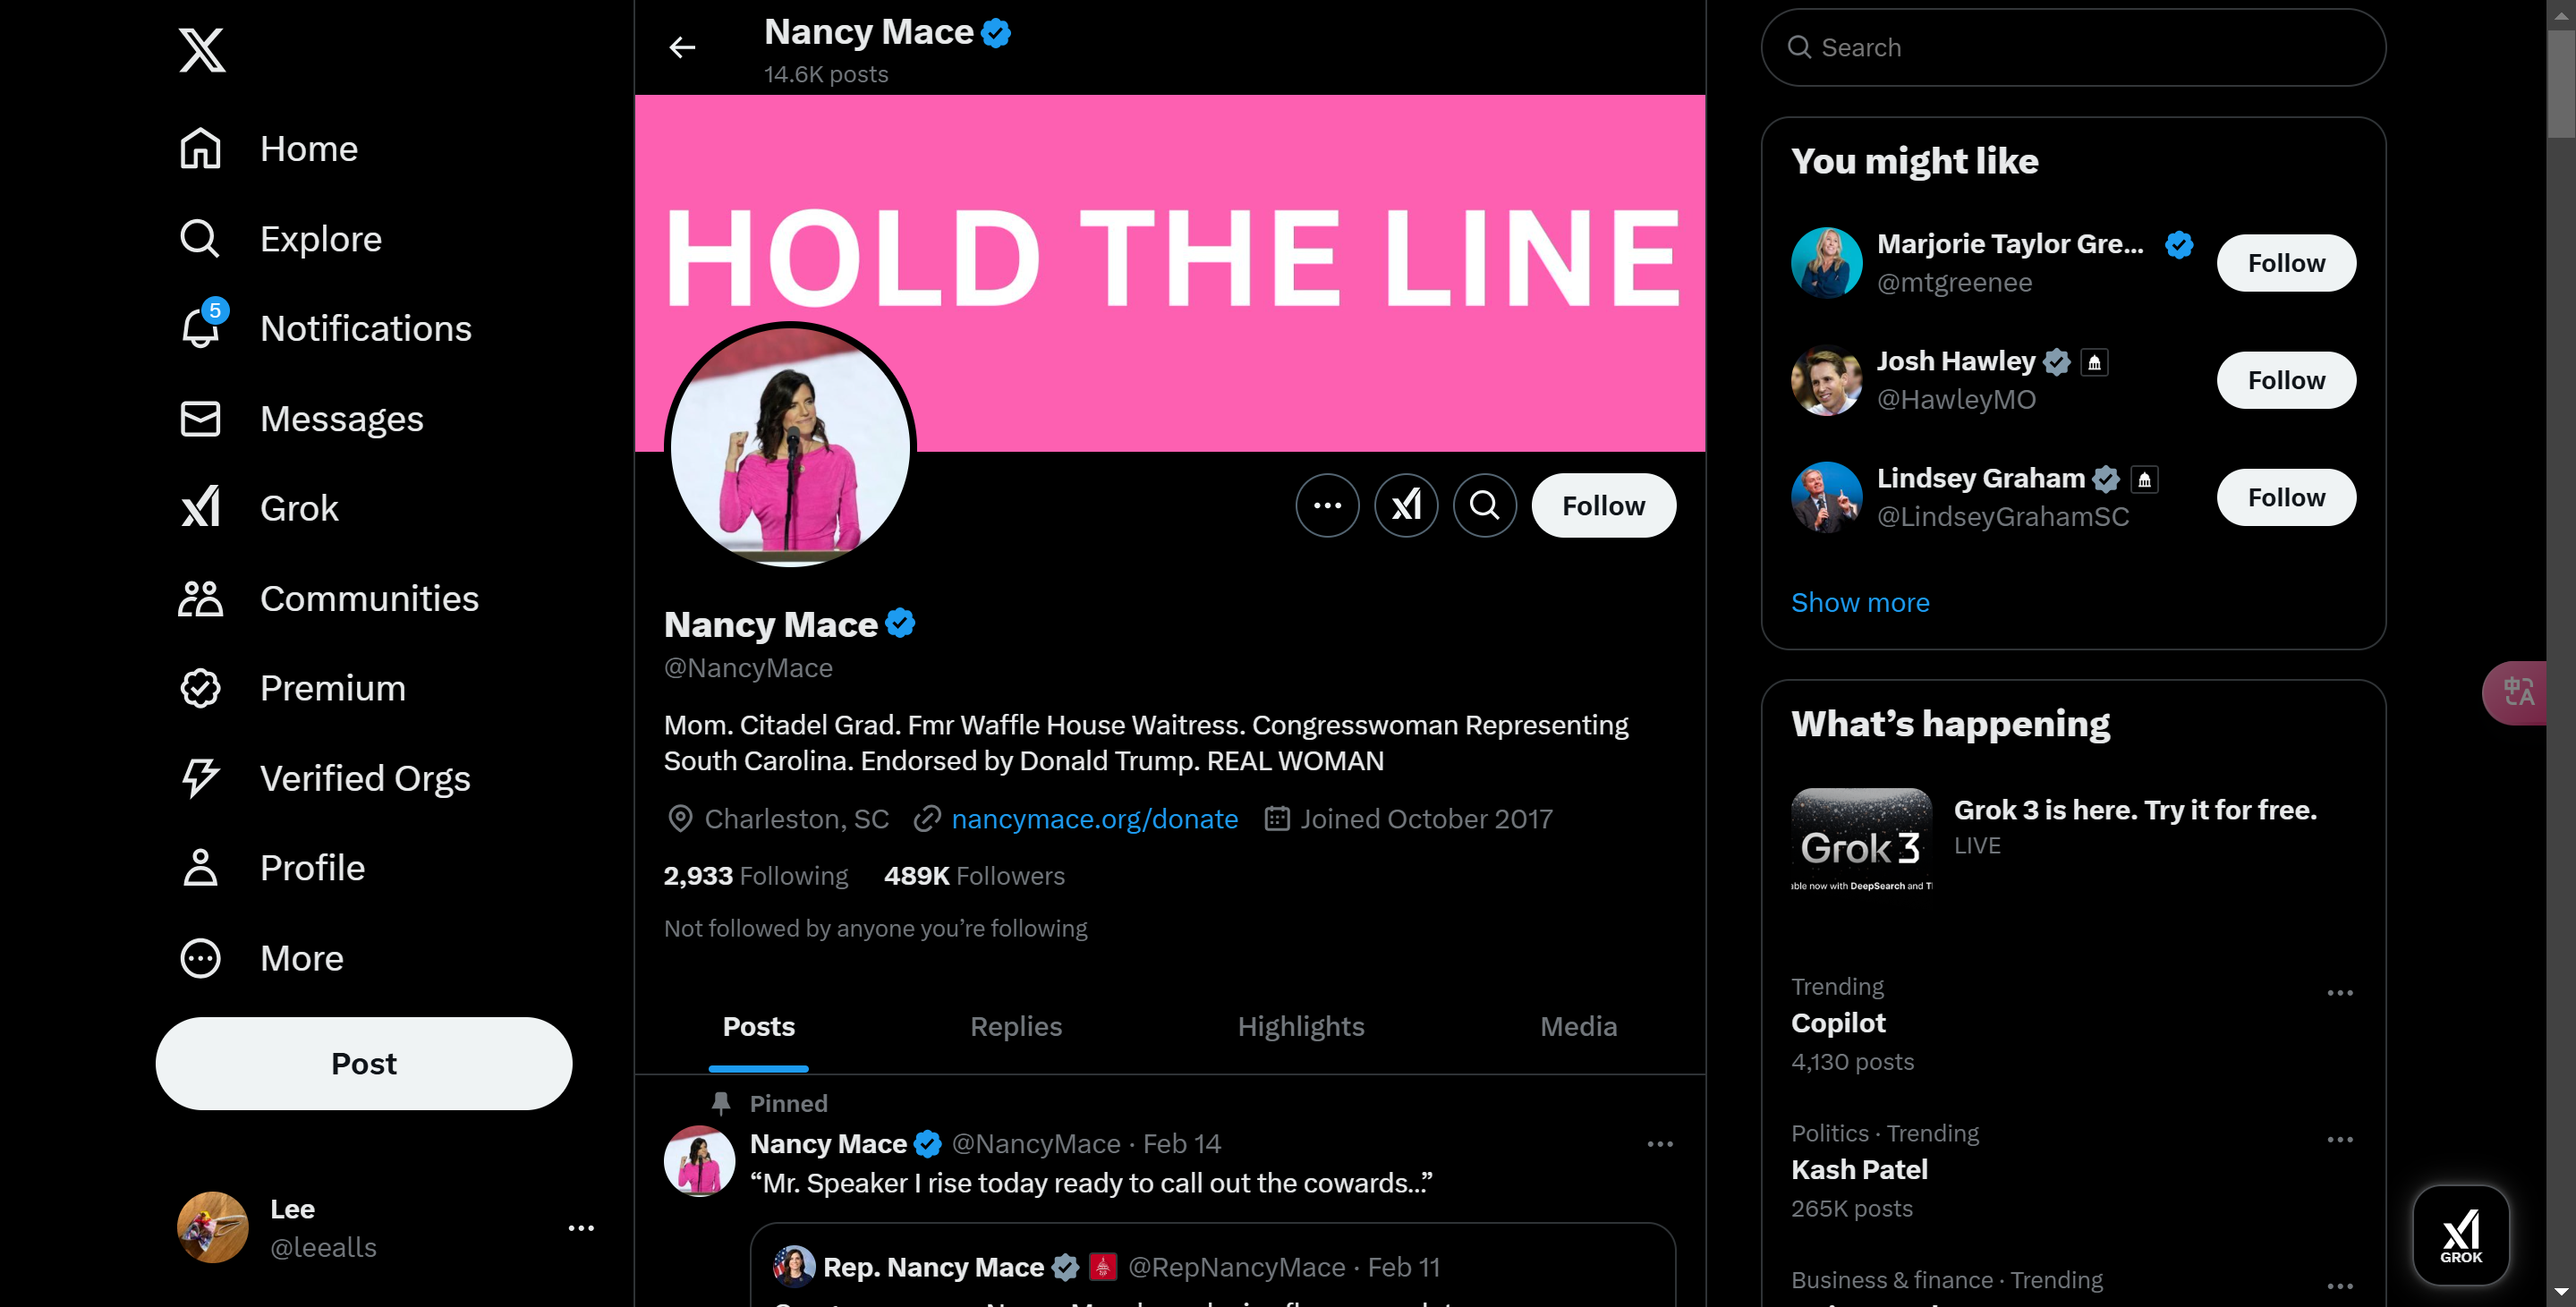 Home
Explore
5
Notifications
Messages
Grok
Communities
Premium
Verified Orgs
Profile
More
Post
Lee
@leealls
Nancy Mace
14.6K posts
HOLD THE LINE
Follow
Nancy Mace
@NancyMace
Mom. Citadel Grad. Fmr Waffle House Waitress. Congresswoman Representing
South Carolina. Endorsed by Donald Trump. REAL WOMAN
Charleston, SC nancymace.org/donate Joined October 2017
2,933 Following 489K Followers
Not followed by anyone you’re following
Posts Replies Highlights Media
Pinned
Nancy Mace @NancyMace · Feb 14
“Mr. Speaker I rise today ready to call out the cowards...”
Rep. Nancy Mace @RepNancyMace · Feb 11
Search
You might like
Marjorie Taylor Gre...
@mtgreenee
Follow
Josh Hawley
@HawleyMO
Follow
Lindsey Graham
@LindseyGrahamSC
Follow
Show more
What’s happening
Grok 3
able now with DeepSearch and T
Grok 3 is here. Try it for free.
LIVE
Trending
Copilot
4,130 posts
Politics · Trending
Kash Patel
265K posts
Business & finance · Trending
中 A
GROK